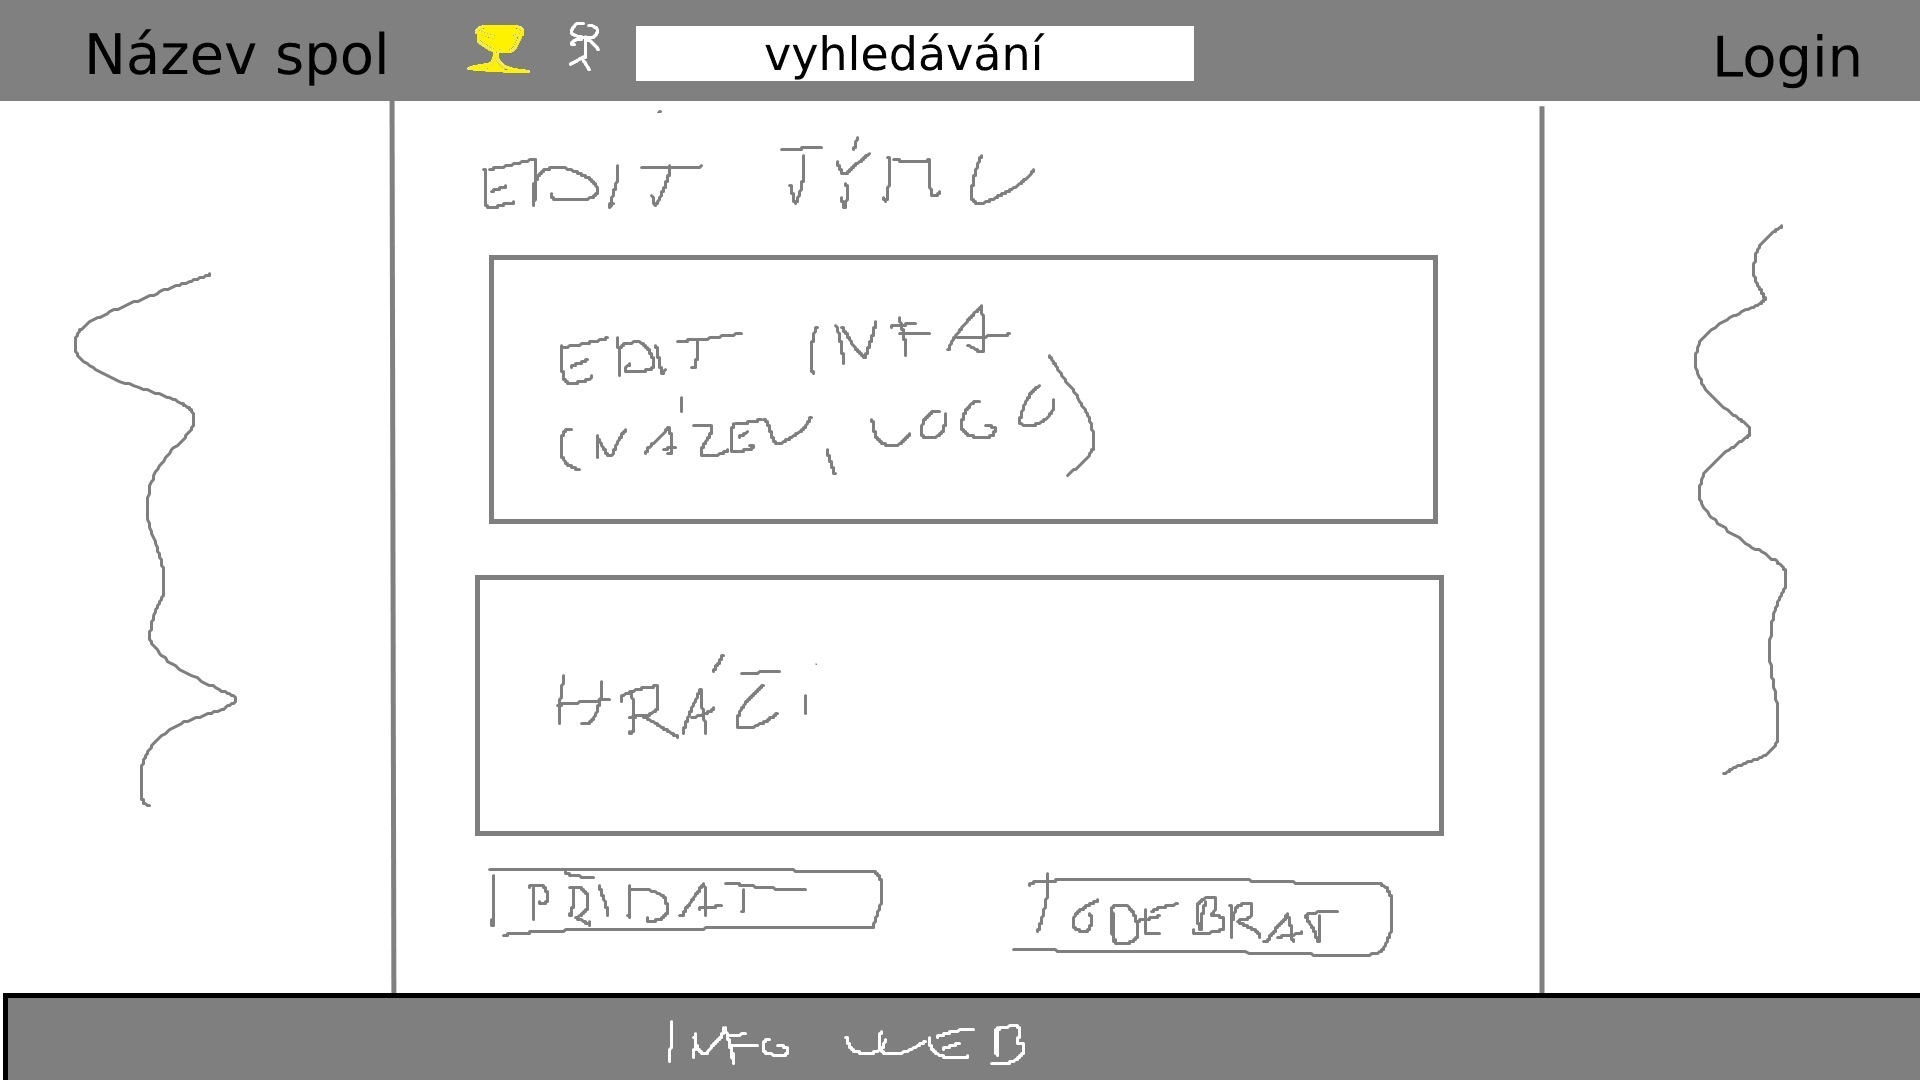 Název spol vyhledávání Login
EDIT TÝMU
EDIT INFA
(NÁZEV, LOGO)
HRÁČI
PŘIDAT ODEBRAT
INFO WEB